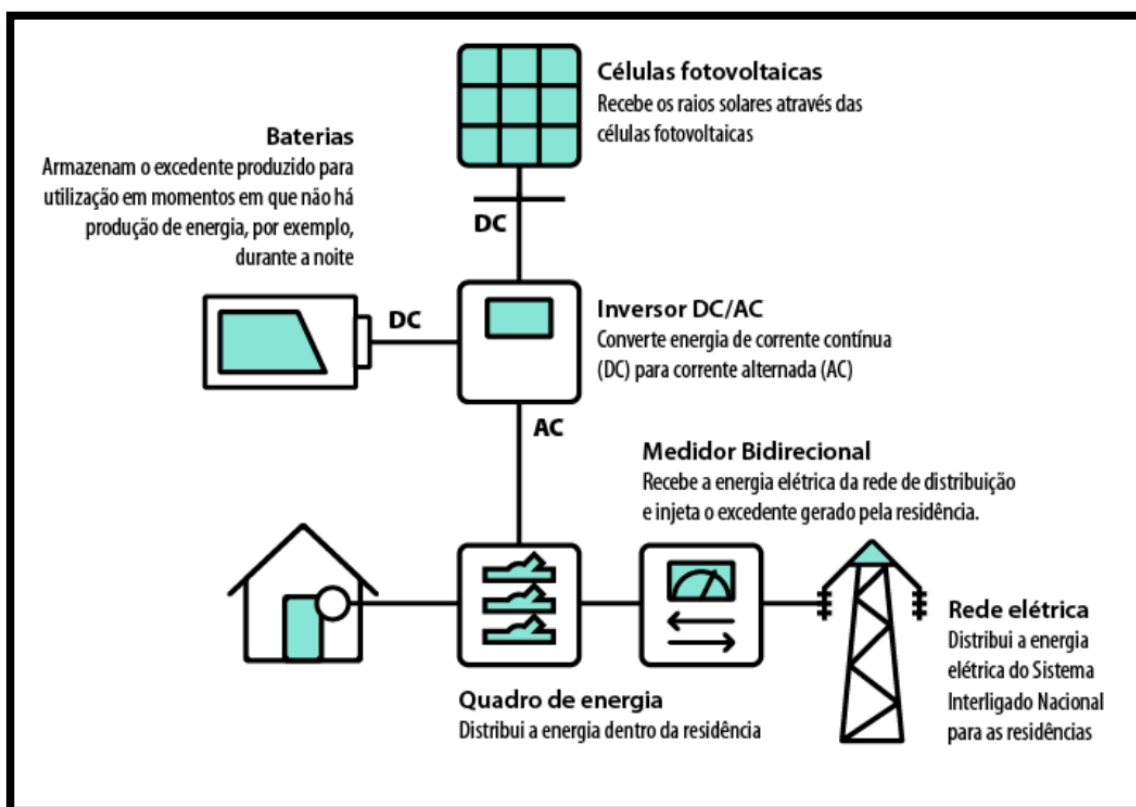 Células fotovoltaicas
Recebe os raios solares através das
células fotovoltaicas
Baterias
Armazenam o excedente produzido para
utilização em momentos em que não há
produção de energia, por exemplo,
durante a noite
DC
DC
Inversor DC/AC
Converte energia de corrente contínua
(DC) para corrente alternada (AC)
AC
Medidor Bidirecional
Recebe a energia elétrica da rede de distribuição
e injeta o excedente gerado pela residência.
Rede elétrica
Distribui a energia
elétrica do Sistema
Interligado Nacional
para as residências
Quadro de energia
Distribui a energia dentro da residência